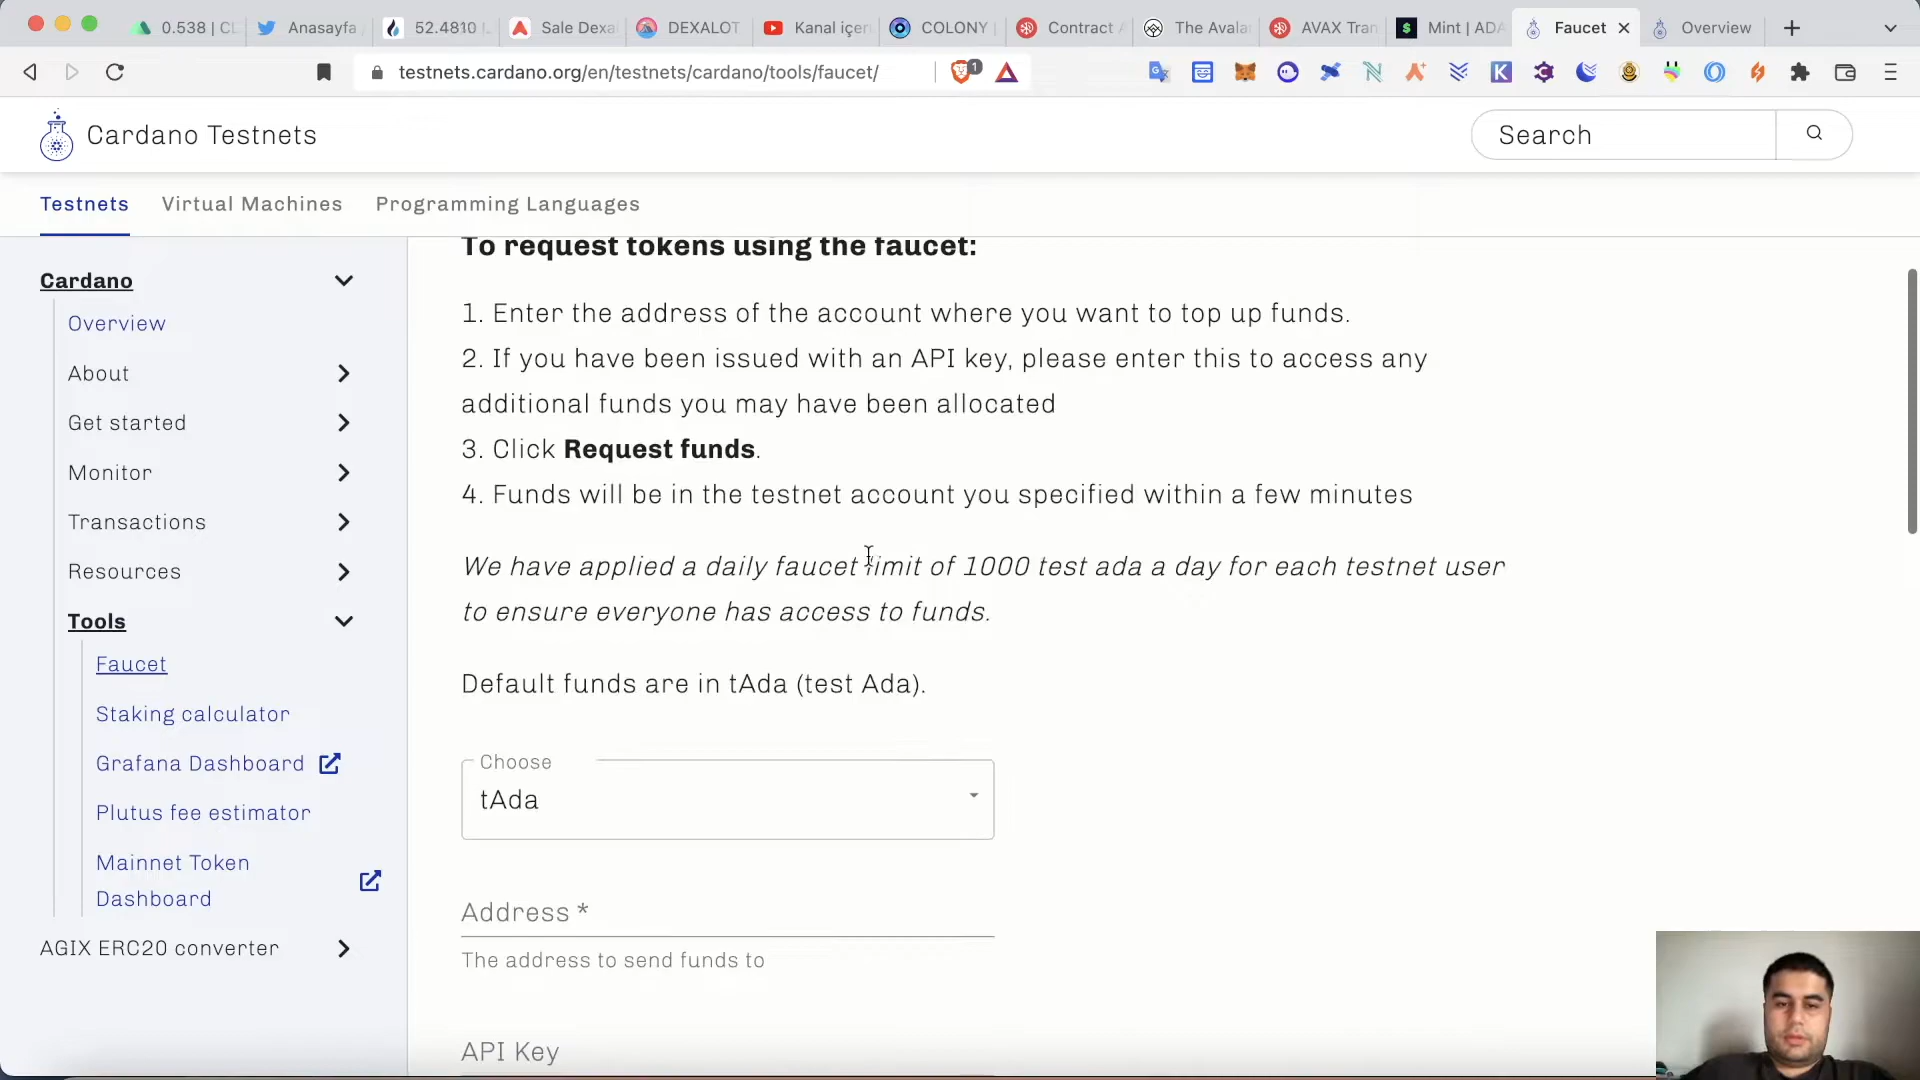 0.538 | CL
Anasayfa /
52.4810 |
Sale Dexal
DEXALOT
Kanal içeri
COLONY |
Contract A
The Avalan
AVAX Tran
Mint | ADA
Faucet
Overview
testnets.cardano.org/en/testnets/cardano/tools/faucet/
1
Cardano Testnets
Search
Testnets
Virtual Machines
Programming Languages
Cardano
Overview
About
Get started
Monitor
Transactions
Resources
Tools
Faucet
Staking calculator
Grafana Dashboard
Plutus fee estimator
Mainnet Token
Dashboard
AGIX ERC20 converter
To request tokens using the faucet:
1. Enter the address of the account where you want to top up funds.
2. If you have been issued with an API key, please enter this to access any
additional funds you may have been allocated
3. Click Request funds.
4. Funds will be in the testnet account you specified within a few minutes
We have applied a daily faucet limit of 1000 test ada a day for each testnet user
to ensure everyone has access to funds.
Default funds are in tAda (test Ada).
Choose
tAda
Address *
The address to send funds to
API Key